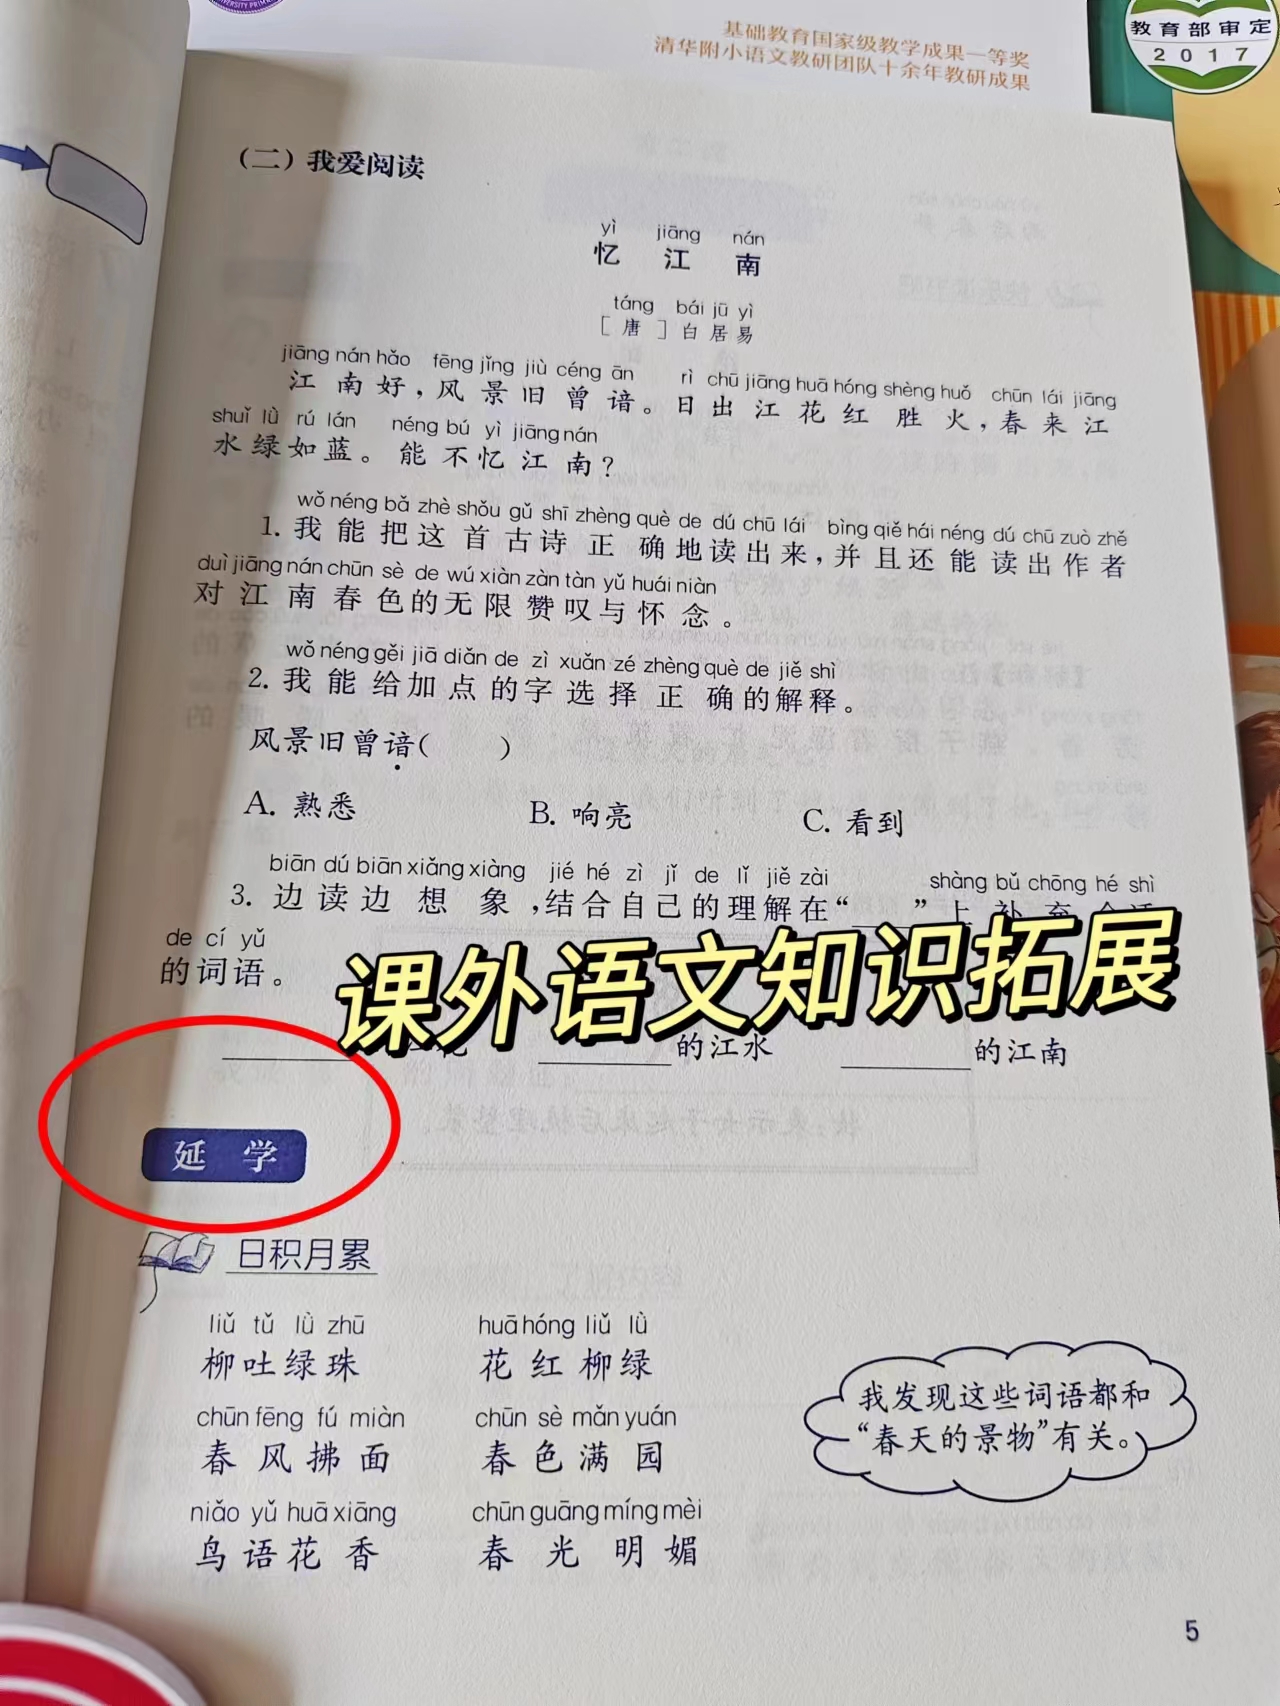 UNIVERSITY PRIM
基础教育国家级教学成果一等奖
清华附小语文教研团队十余年教研成果
教育部审定
2017
（二）我爱阅读
yì jiāng nán
忆江南
táng bái jū yì
［唐］白居易
jiāng nán hǎo fēng jǐng jiù céng ān rì chū jiāng huā hóng shèng huǒ chūn lái jiāng
江南好，风景旧曾谙。日出江花红胜火，春来江
shuǐ lǜ rú lán néng bú yì jiāng nán
水绿如蓝。能不忆江南？
wǒ néng bǎ zhè shǒu gǔ shī zhèng què de dú chū lái bìng qiě hái néng dú chū zuò zhě
1. 我能把这首古诗正确地读出来，并且还能读出作者
duì jiāng nán chūn sè de wú xiàn zàn tàn yǔ huái niàn
对江南春色的无限赞叹与怀念。
wǒ néng gěi jiā diǎn de zì xuǎn zé zhèng què de jiě shì
2. 我能给加点的字选择正确的解释。
风景旧曾谙（ ）
A. 熟悉 B. 响亮 C. 看到
biān dú biān xiǎng xiàng jié hé zì jǐ de lǐ jiě zài shàng bǔ chōng hé shì
3. 边读边想象，结合自己的理解在“____”上补充合适
de cí yǔ
的词语。
课外语文知识拓展
______ ______的江水 ______的江南
延学
日积月累
liǔ tǔ lǜ zhū huā hóng liǔ lǜ
柳吐绿珠 花红柳绿
chūn fēng fú miàn chūn sè mǎn yuán
春风拂面 春色满园
niǎo yǔ huā xiāng chūn guāng míng mèi
鸟语花香 春光明媚
我发现这些词语都和
“春天的景物”有关。
5